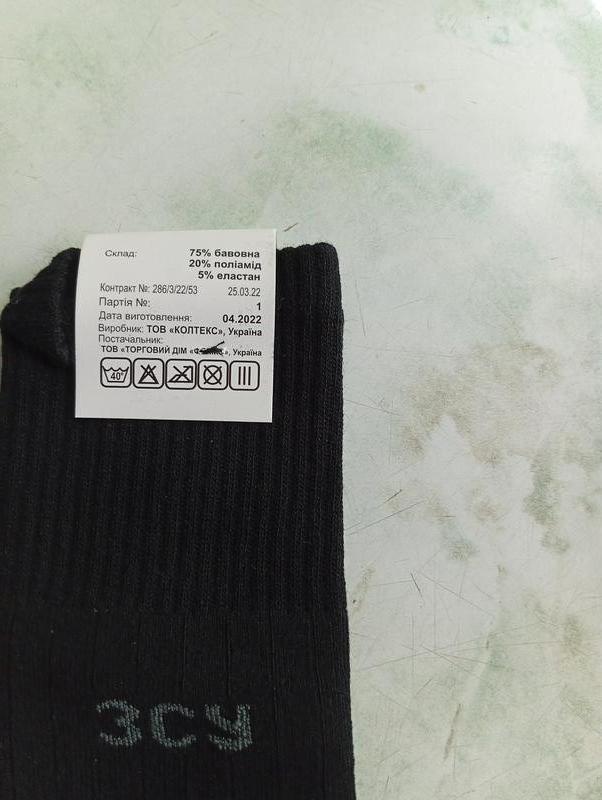 Склад: 75% бавовна
20% поліамід
5% еластан
Контракт №: 286/3/22/53 25.03.22
Партія №: 1
Дата виготовлення: 04.2022
Виробник: ТОВ «КОЛТЕКС», Україна
Постачальник:
ТОВ «ТОРГОВИЙ ДІМ , Україна
40°
ЗСУ